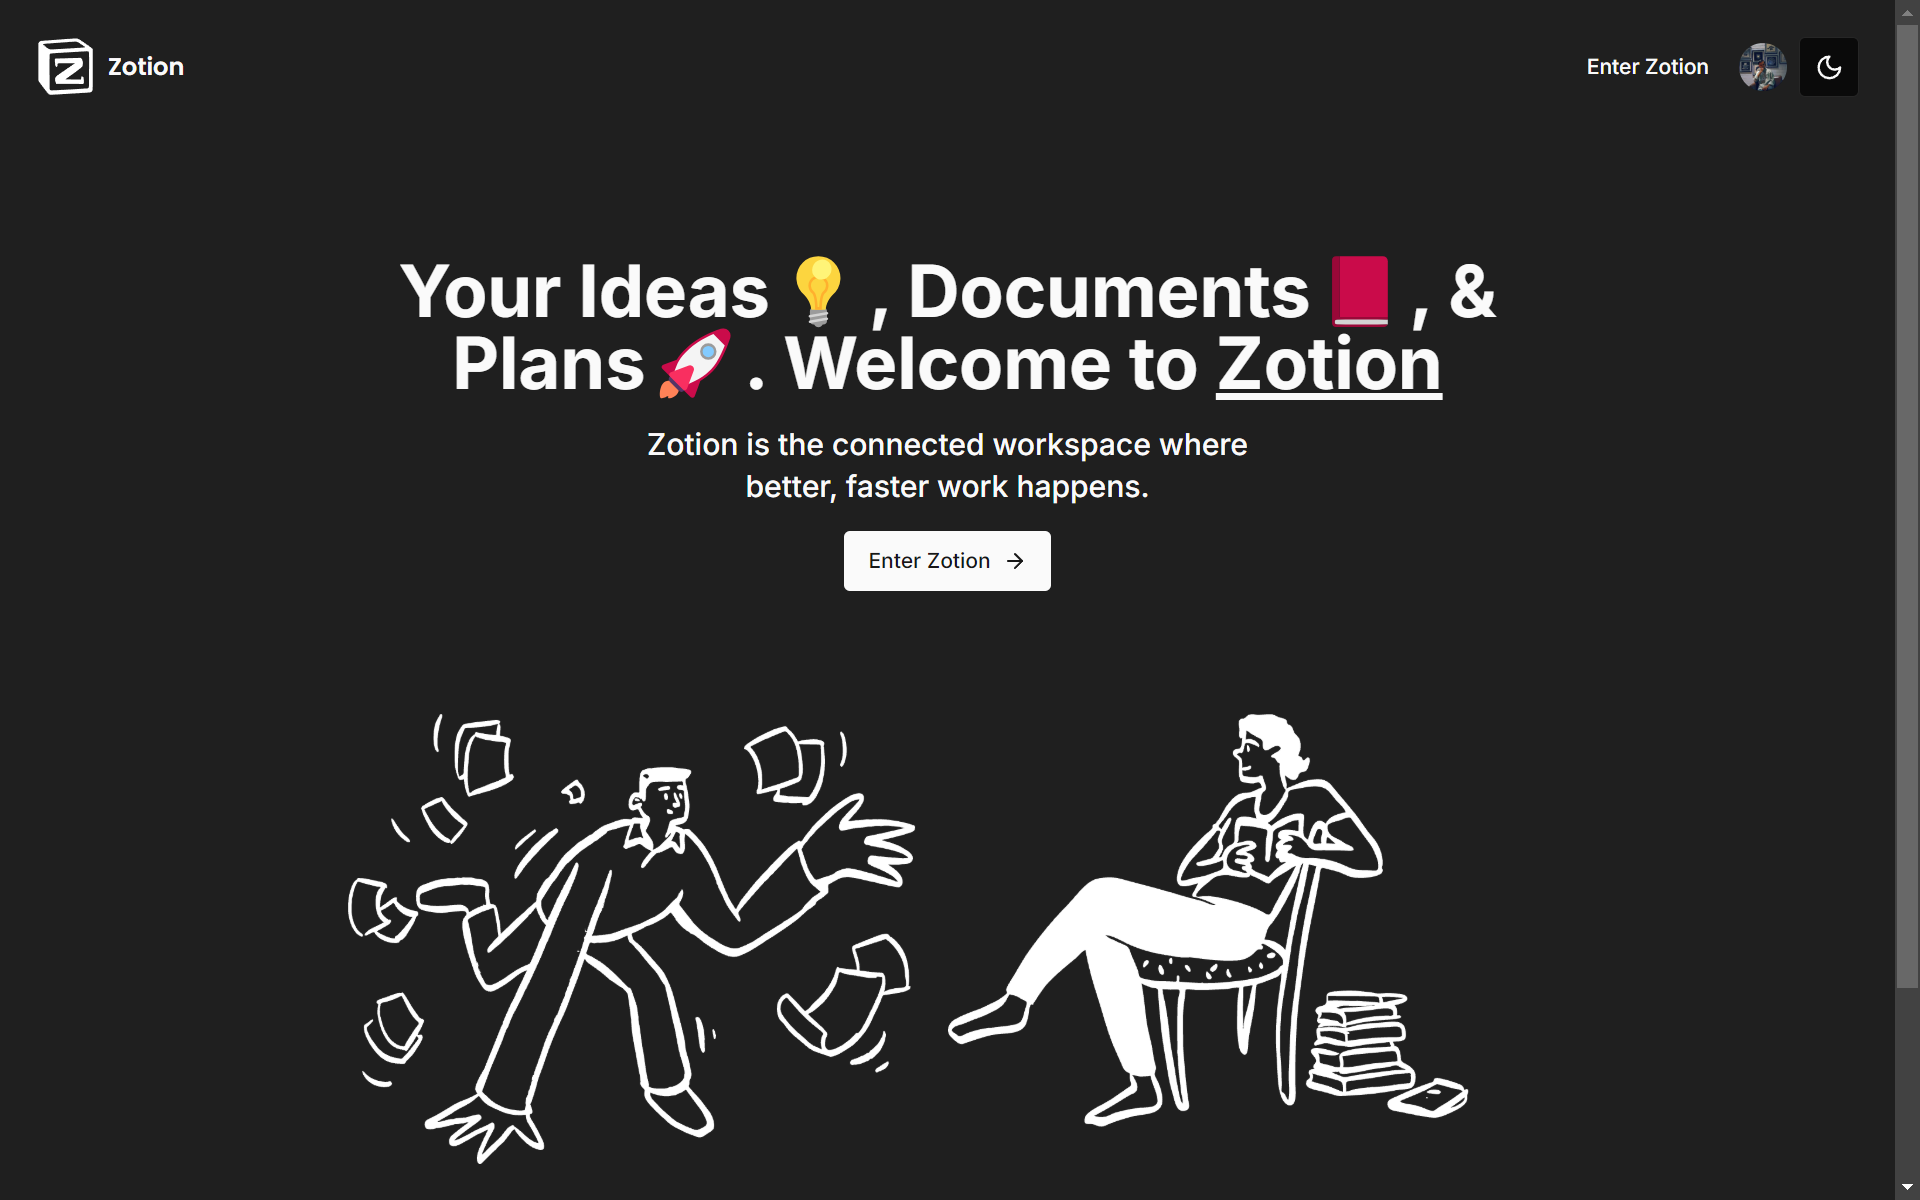 Zotion
Enter Zotion
Your Ideas 💡, Documents📕, &
Plans🚀. Welcome to Zotion
Zotion is the connected workspace where
better, faster work happens.
Enter Zotion →